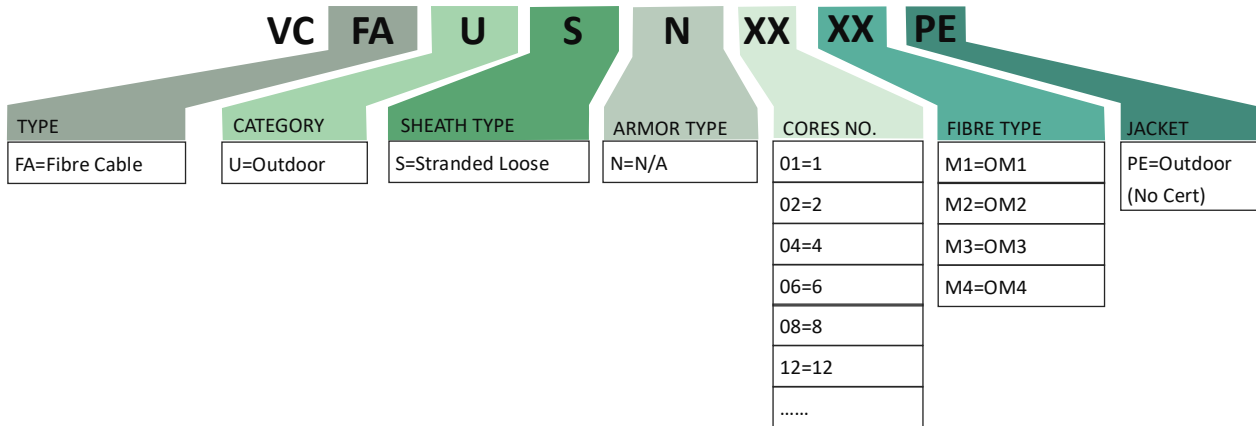 VC FA U S N XX XX PE
TYPE
FA=Fibre Cable
CATEGORY
U=Outdoor
SHEATH TYPE
S=Stranded Loose
ARMOR TYPE
N=N/A
CORES NO.
01=1
02=2
04=4
06=6
08=8
12=12
......
FIBRE TYPE
M1=OM1
M2=OM2
M3=OM3
M4=OM4
JACKET
PE=Outdoor
(No Cert)